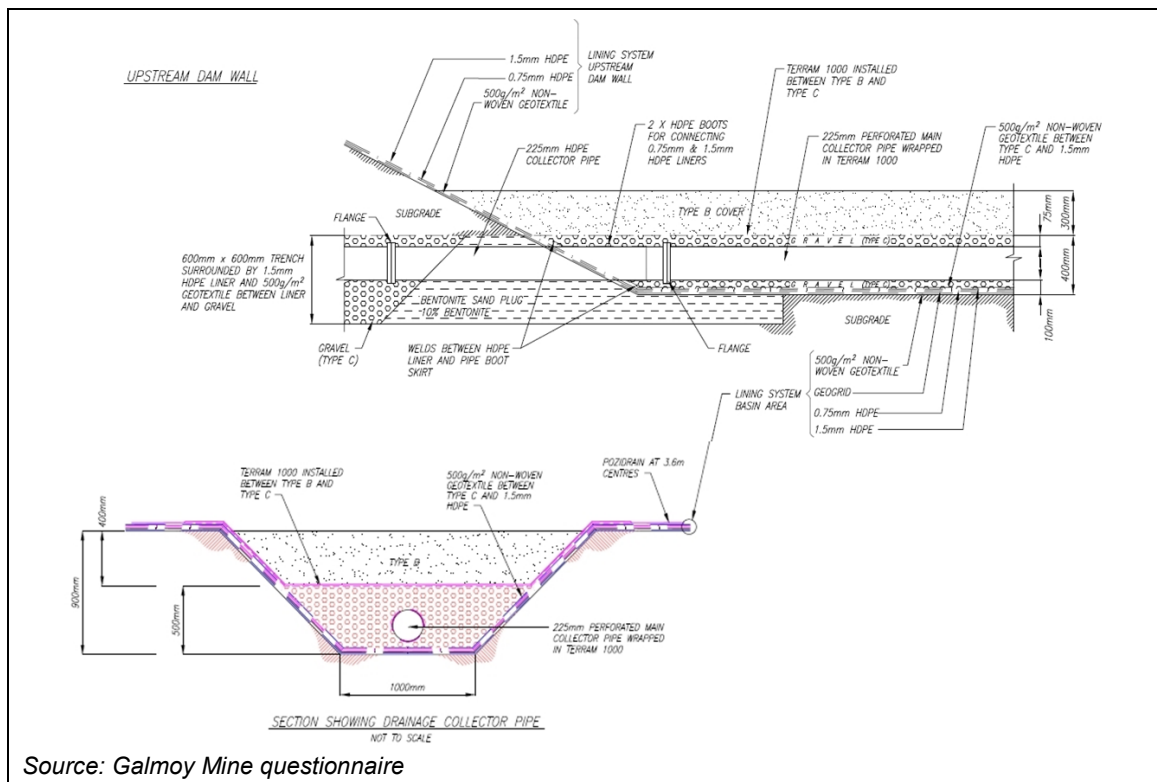 UPSTREAM DAM WALL
1.5mm HDPE
0.75mm HDPE
500g/m² NON-
WOVEN GEOTEXTILE
LINING SYSTEM
UPSTREAM
DAM WALL
TERRAM 1000 INSTALLED
BETWEEN TYPE B AND
TYPE C
225mm HDPE
COLLECTOR PIPE
2 X HDPE BOOTS
FOR CONNECTING
0.75mm & 1.5mm
HDPE LINERS
225mm PERFORATED MAIN
COLLECTOR PIPE WRAPPED
IN TERRAM 1000
500g/m² NON-WOVEN
GEOTEXTILE BETWEEN
TYPE C AND 1.5mm
HDPE
SUBGRADE
TYPE B COVER
FLANGE
GRAVEL (TYPE C)
75mm
300mm
400mm
100mm
600mm x 600mm TRENCH
SURROUNDED BY 1.5mm
HDPE LINER AND 500g/m²
GEOTEXTILE BETWEEN LINER
AND GRAVEL
GRAVEL (TYPE C)
BENTONITE SAND PLUG
-10% BENTONITE
SUBGRADE
GRAVEL
(TYPE C)
WELDS BETWEEN HDPE
LINER AND PIPE BOOT
SKIRT
FLANGE
LINING SYSTEM
BASIN AREA
500g/m² NON-
WOVEN GEOTEXTILE
GEOGRID
0.75mm HDPE
1.5mm HDPE
TERRAM 1000 INSTALLED
BETWEEN TYPE B AND
TYPE C
500g/m² NON-WOVEN
GEOTEXTILE BETWEEN
TYPE C AND 1.5mm
HDPE
POZIDRAIN AT 3.6m
CENTRES
400mm
900mm
500mm
TYPE B
225mm PERFORATED MAIN
COLLECTOR PIPE WRAPPED
IN TERRAM 1000
1000mm
SECTION SHOWING DRAINAGE COLLECTOR PIPE
NOT TO SCALE
Source: Galmoy Mine questionnaire